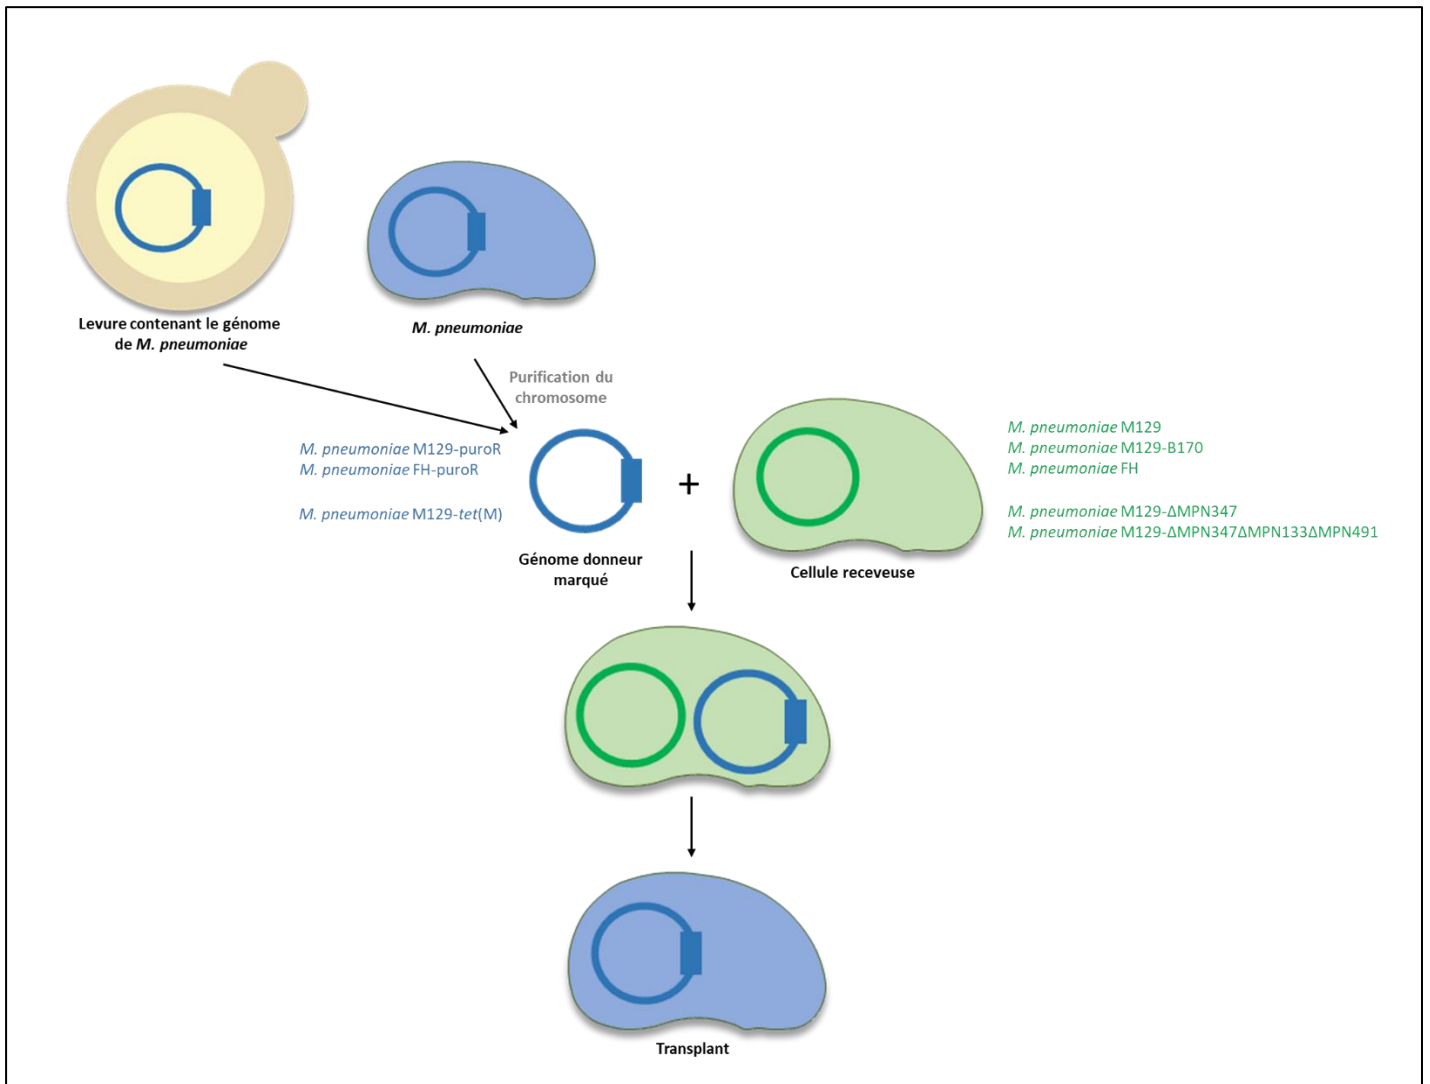 Levure contenant le génome
de M. pneumoniae
M. pneumoniae
Purification du
chromosome
M. pneumoniae M129-puroR
M. pneumoniae FH-puroR
M. pneumoniae M129-tet(M)
+
Génome donneur
marqué
M. pneumoniae M129
M. pneumoniae M129-B170
M. pneumoniae FH
M. pneumoniae M129-ΔMPN347
M. pneumoniae M129-ΔMPN347ΔMPN133ΔMPN491
Cellule receveuse
Transplant